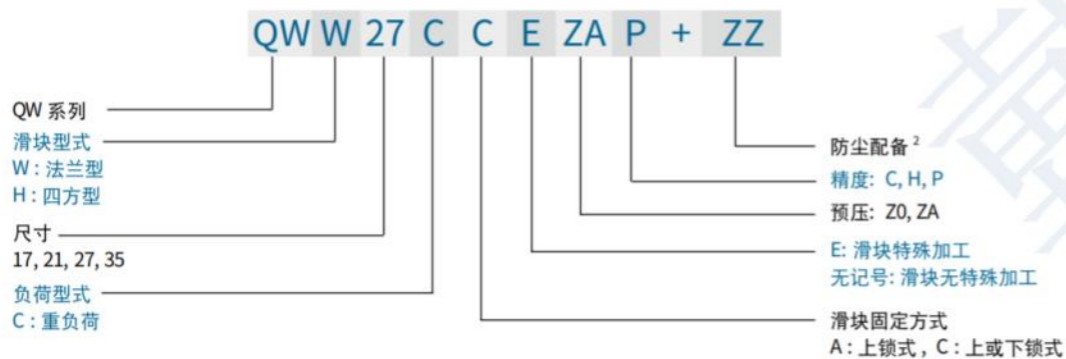 QW W 27 C C E ZA P + ZZ
QW 系列
滑块型式
W : 法兰型
H : 四方型
尺寸
17, 21, 27, 35
负荷型式
C : 重负荷
防尘配备 ²
精度: C, H, P
预压: Z0, ZA
E: 滑块特殊加工
无记号: 滑块无特殊加工
滑块固定方式
A : 上锁式 , C : 上或下锁式